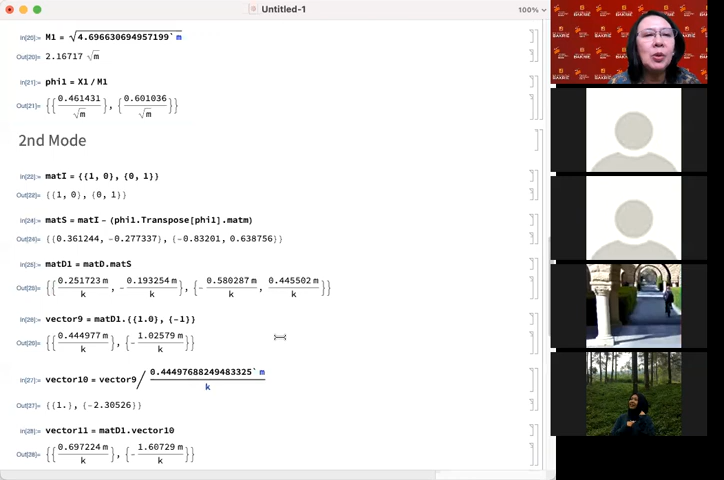 Untitled-1
100%
In[20]:= M1 = √4.696630694957199` m
Out[20]= 2.16717 √m
In[21]:= phi1 = X1 / M1
Out[21]= {{0.461431/√m}, {0.601036/√m}}
2nd Mode
In[22]:= matI = {{1, 0}, {0, 1}}
Out[22]= {{1, 0}, {0, 1}}
In[24]:= matS = matI - (phi1.Transpose[phi1].matm)
Out[24]= {{0.361244, -0.277337}, {-0.83201, 0.638756}}
In[25]:= matD1 = matD.matS
Out[25]= {{0.251723 m/k, -0.193254 m/k}, {-0.580287 m/k, 0.445502 m/k}}
vector9 = matD1.{{1.0}, {-1}}
{{0.444977 m/k}, {-1.02579 m/k}}
In[27]:= vector10 = vector9 / 0.44497688249483325` m/k
Out[27]= {{1.}, {-2.30526}}
In[28]:= vector11 = matD1.vector10
Out[28]= {{0.697224 m/k}, {-1.60729 m/k}}